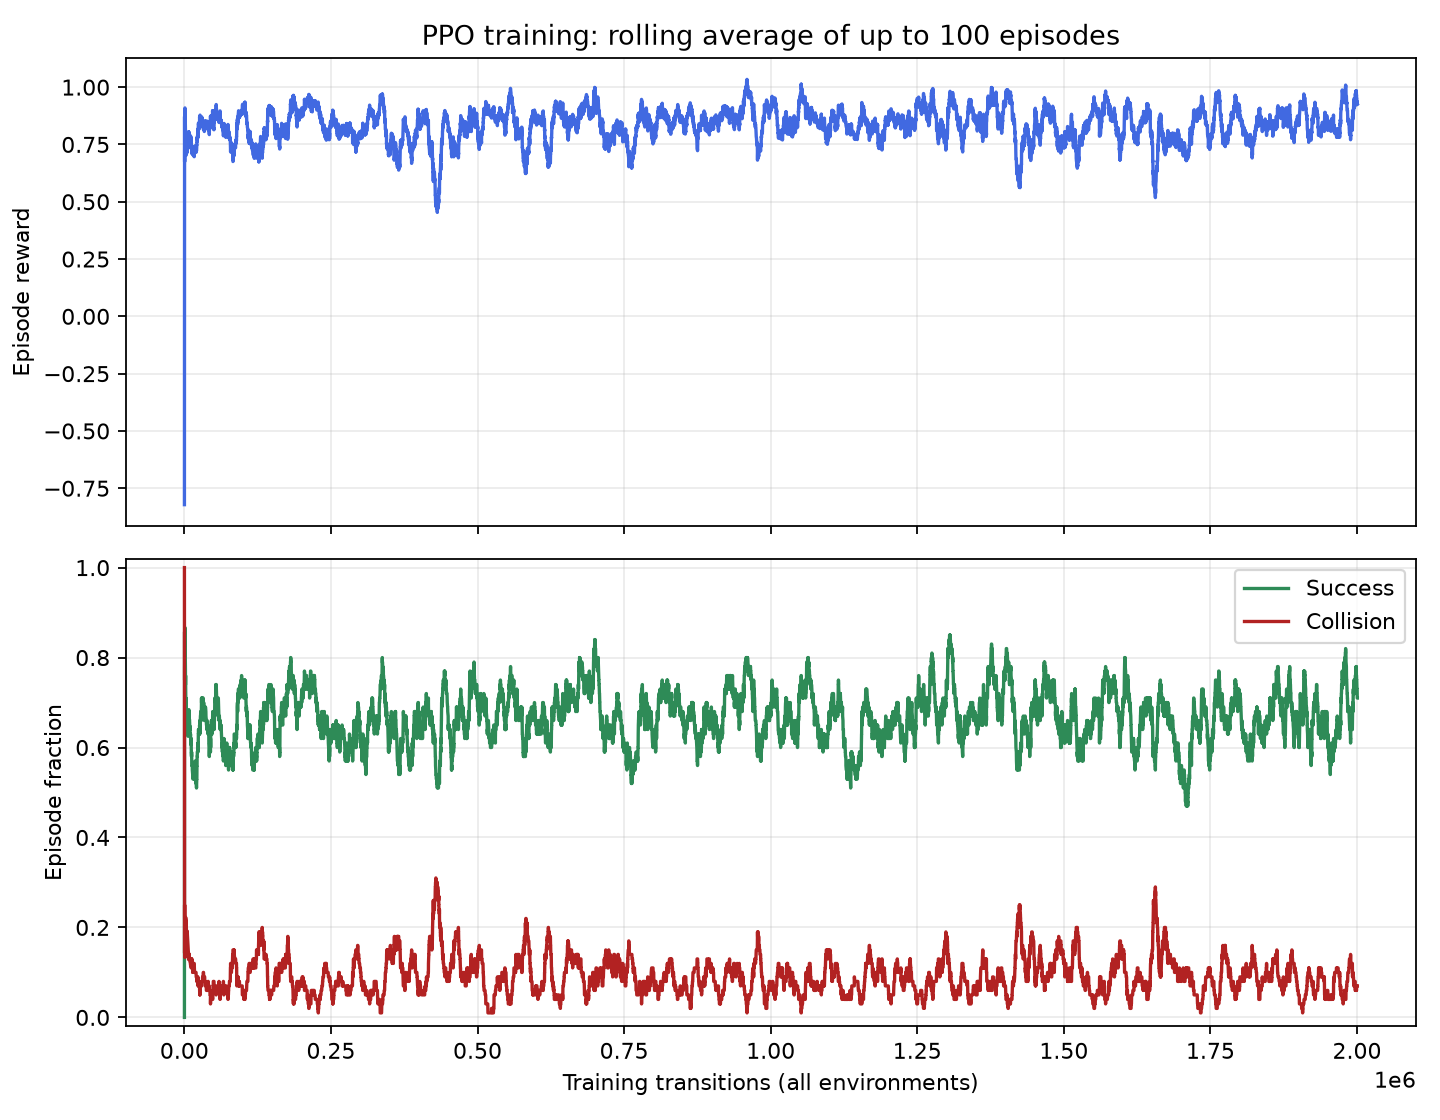 PPO training: rolling average of up to 100 episodes
1.00
0.75
0.50
0.25
0.00
−0.25
−0.50
−0.75
Episode reward
1.0
0.8
0.6
0.4
0.2
0.0
Episode fraction
Success
Collision
0.00 0.25 0.50 0.75 1.00 1.25 1.50 1.75 2.00
1e6
Training transitions (all environments)